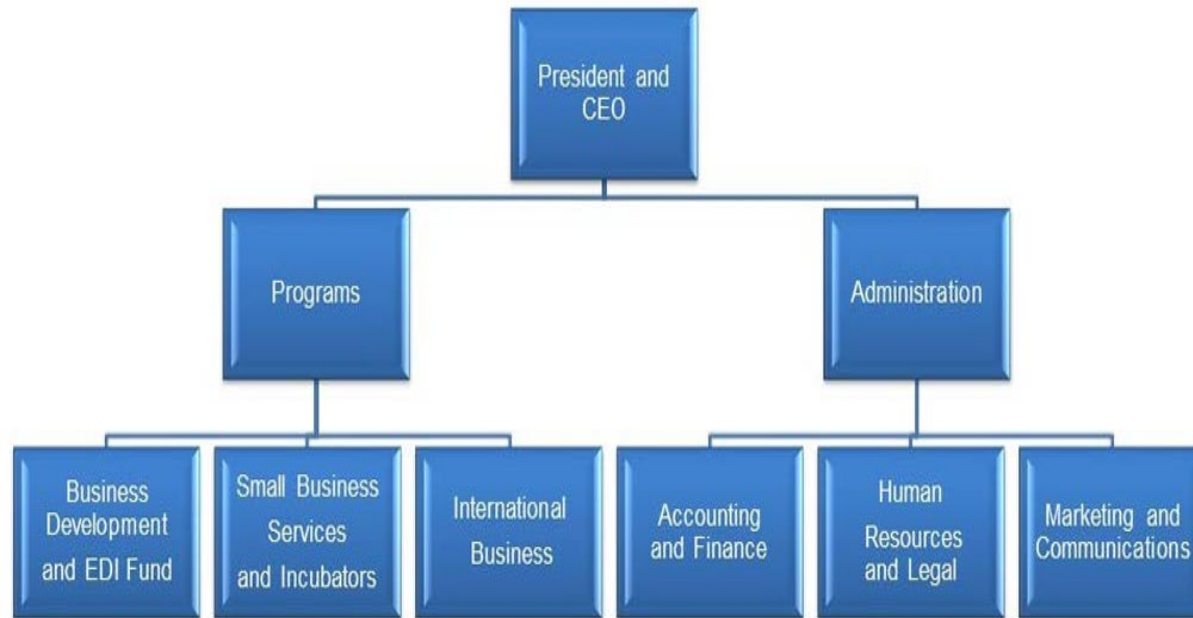 President and
CEO
Programs
Administration
Business
Development
and EDI Fund
Small Business
Services
and Incubators
International
Business
Accounting
and Finance
Human
Resources
and Legal
Marketing and
Communications